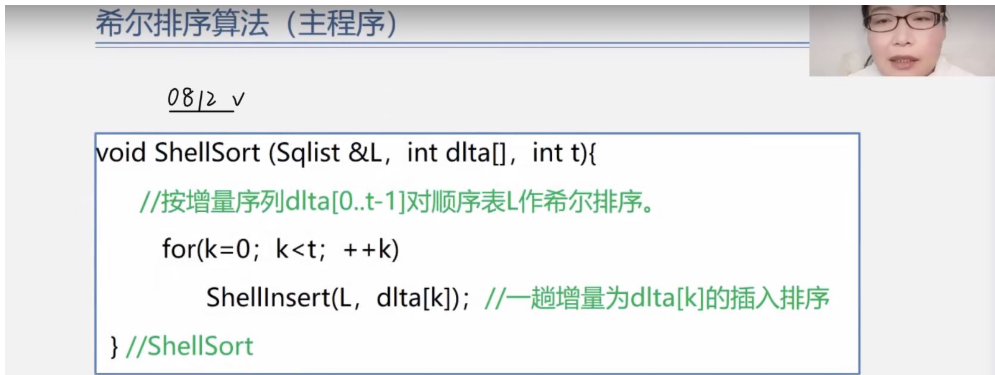 希尔排序算法（主程序）
0812 v
void ShellSort (Sqlist &L，int dlta[]，int t){
//按增量序列dlta[0..t-1]对顺序表L作希尔排序。
for(k=0；k<t；++k)
ShellInsert(L，dlta[k])；//一趟增量为dlta[k]的插入排序
} //ShellSort